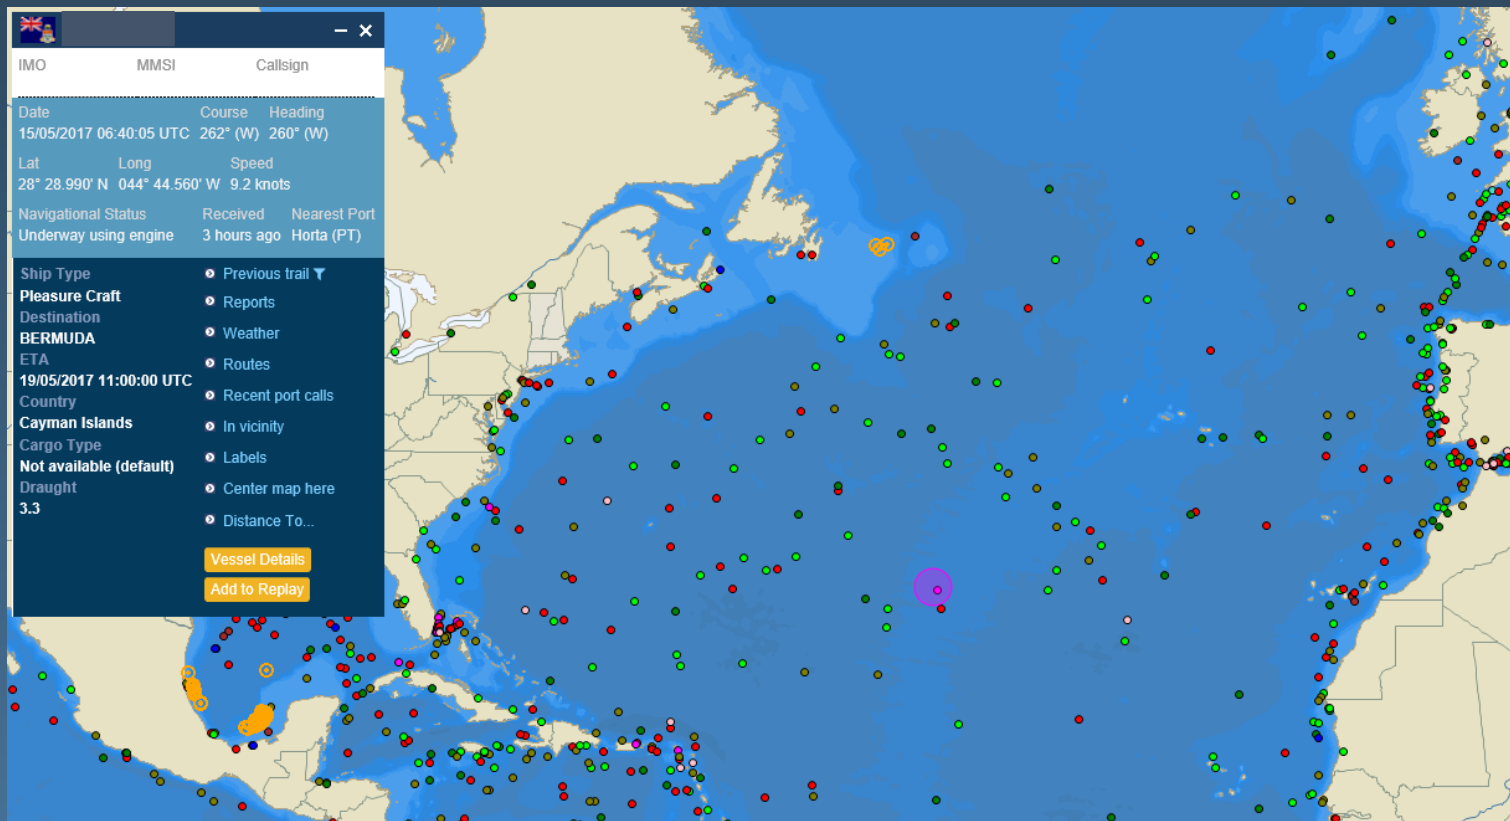 IMO MMSI Callsign
Date Course Heading
15/05/2017 06:40:05 UTC 262° (W) 260° (W)
Lat Long Speed
28° 28.990' N 044° 44.560' W 9.2 knots
Navigational Status Received Nearest Port
Underway using engine 3 hours ago Horta (PT)
Ship Type
Pleasure Craft
Destination
BERMUDA
ETA
19/05/2017 11:00:00 UTC
Country
Cayman Islands
Cargo Type
Not available (default)
Draught
3.3
Previous trail
Reports
Weather
Routes
Recent port calls
In vicinity
Labels
Center map here
Distance To...
Vessel Details
Add to Replay